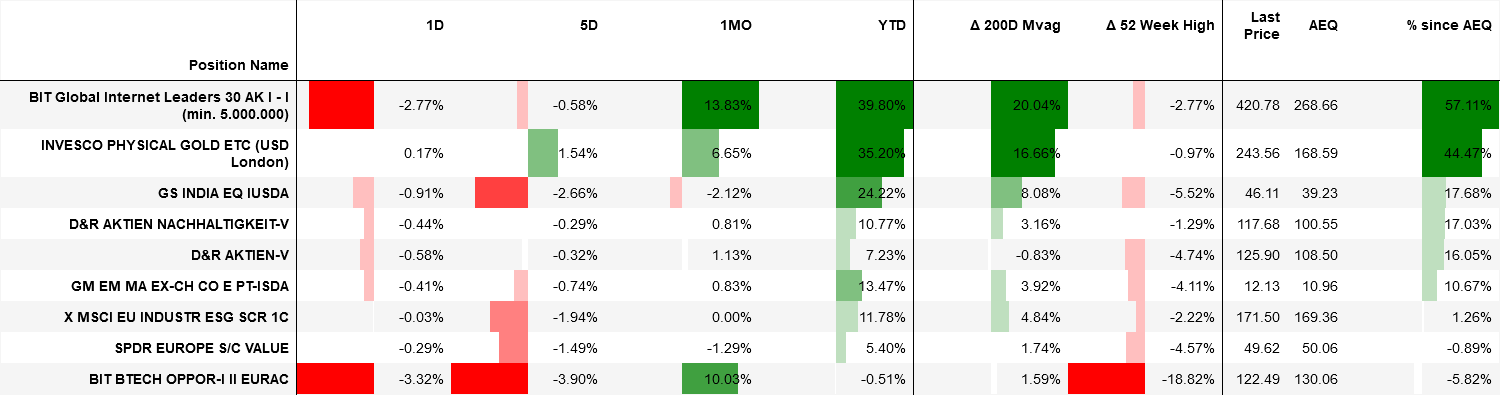 Position Name 1D 5D 1MO YTD Δ 200D Mvag Δ 52 Week High Last Price AEQ % since AEQ
BIT Global Internet Leaders 30 AK I - I (min. 5.000.000) -2.77% -0.58% 13.83% 39.80% 20.04% -2.77% 420.78 268.66 57.11%
INVESCO PHYSICAL GOLD ETC (USD London) 0.17% 1.54% 6.65% 35.20% 16.66% -0.97% 243.56 168.59 44.47%
GS INDIA EQ IUSDA -0.91% -2.66% -2.12% 24.22% 8.08% -5.52% 46.11 39.23 17.68%
D&R AKTIEN NACHHALTIGKEIT-V -0.44% -0.29% 0.81% 10.77% 3.16% -1.29% 117.68 100.55 17.03%
D&R AKTIEN-V -0.58% -0.32% 1.13% 7.23% -0.83% -4.74% 125.90 108.50 16.05%
GM EM MA EX-CH CO E PT-ISDA -0.41% -0.74% 0.83% 13.47% 3.92% -4.11% 12.13 10.96 10.67%
X MSCI EU INDUSTR ESG SCR 1C -0.03% -1.94% 0.00% 11.78% 4.84% -2.22% 171.50 169.36 1.26%
SPDR EUROPE S/C VALUE -0.29% -1.49% -1.29% 5.40% 1.74% -4.57% 49.62 50.06 -0.89%
BIT BTECH OPPOR-I II EURAC -3.32% -3.90% 10.03% -0.51% 1.59% -18.82% 122.49 130.06 -5.82%